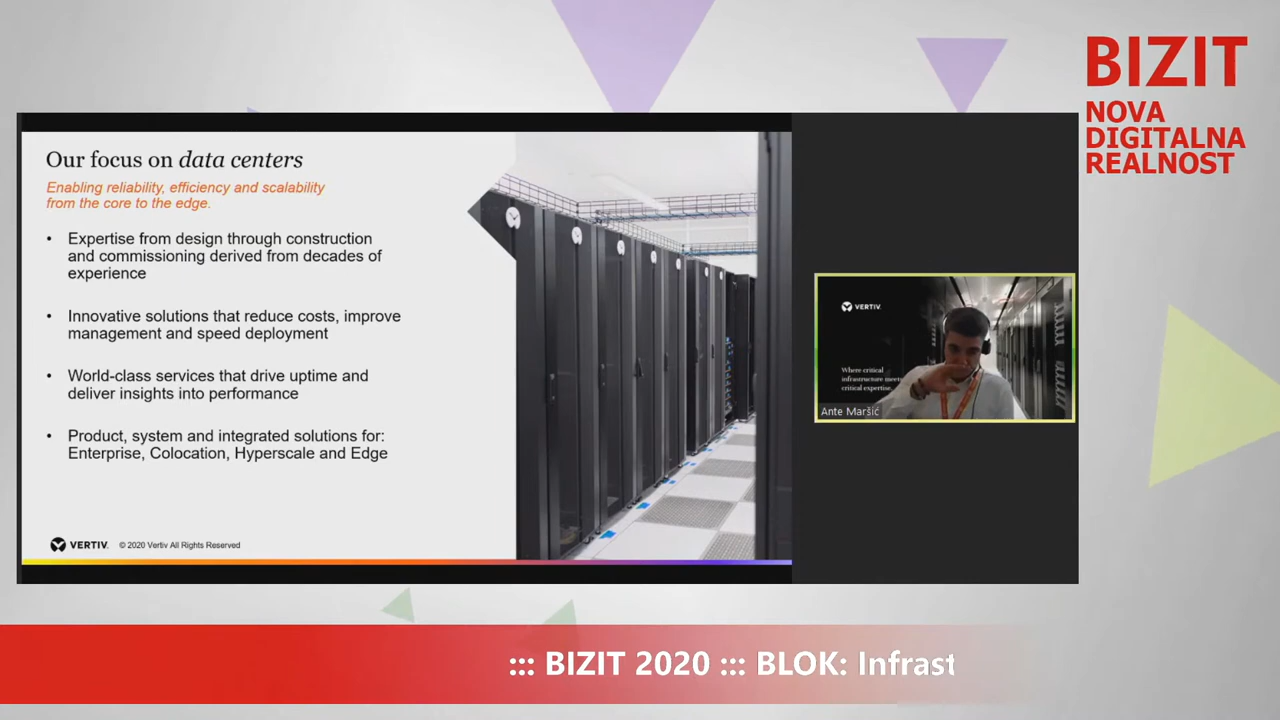 BIZIT
NOVA
DIGITALNA
REALNOST
Our focus on data centers
Enabling reliability, efficiency and scalability
from the core to the edge.
• Expertise from design through construction
and commissioning derived from decades of
experience
• Innovative solutions that reduce costs, improve
management and speed deployment
• World-class services that drive uptime and
deliver insights into performance
• Product, system and integrated solutions for:
Enterprise, Colocation, Hyperscale and Edge
VERTIV. © 2020 Vertiv All Rights Reserved
VERTIV
Where critical
infrastructure meets
critical expertise.
Ante Maršić
::: BIZIT 2020 ::: BLOK: Infrast